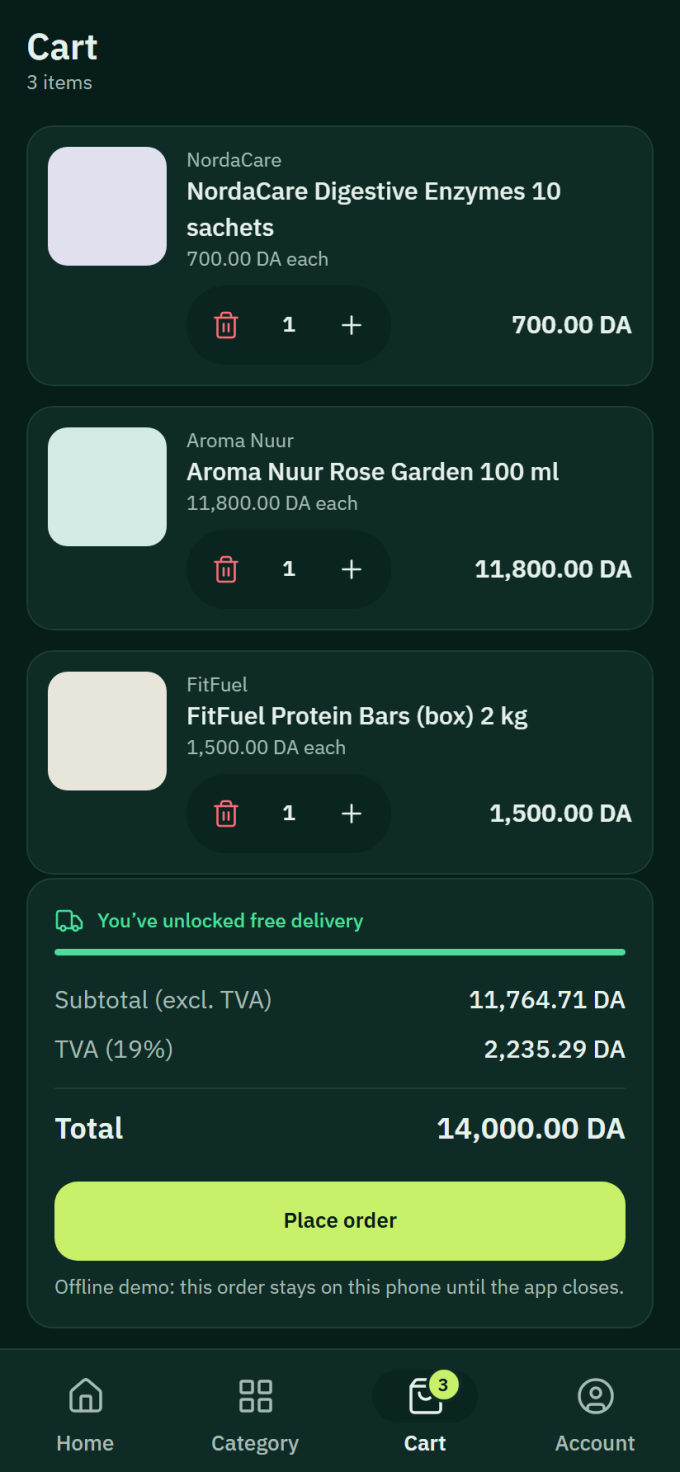 Cart
3 items
NordaCare
NordaCare Digestive Enzymes 10
sachets
700.00 DA each
1
700.00 DA
Aroma Nuur
Aroma Nuur Rose Garden 100 ml
11,800.00 DA each
1
11,800.00 DA
FitFuel
FitFuel Protein Bars (box) 2 kg
1,500.00 DA each
1
1,500.00 DA
You’ve unlocked free delivery
Subtotal (excl. TVA) 11,764.71 DA
TVA (19%) 2,235.29 DA
Total 14,000.00 DA
Place order
Offline demo: this order stays on this phone until the app closes.
3
Home Category Cart Account